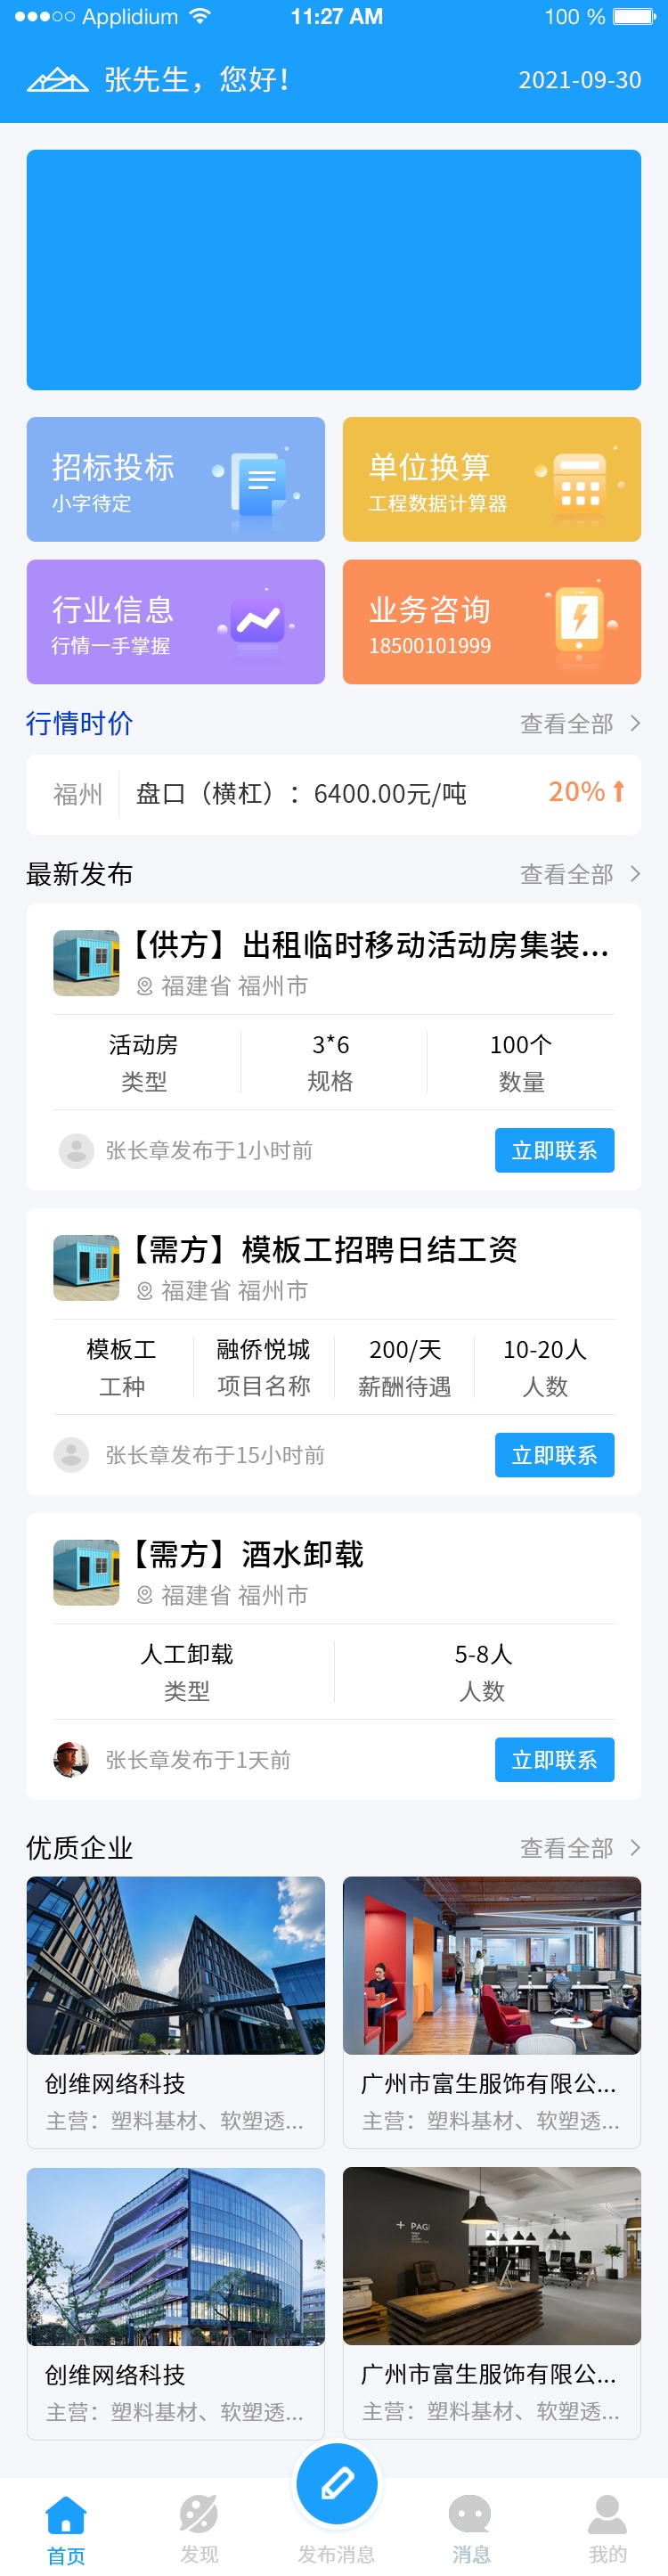 Applidium 11:27 AM 100 %
张先生，您好！ 2021-09-30
招标投标
小字待定
单位换算
工程数据计算器
行业信息
行情一手掌握
业务咨询
18500101999
行情时价 查看全部
福州 盘口（横杠）：6400.00元/吨 20%
最新发布 查看全部
【供方】出租临时移动活动房集装...
福建省 福州市
活动房 3*6 100个
类型 规格 数量
张长章发布于1小时前 立即联系
【需方】模板工招聘日结工资
福建省 福州市
模板工 融侨悦城 200/天 10-20人
工种 项目名称 薪酬待遇 人数
张长章发布于15小时前 立即联系
【需方】酒水卸载
福建省 福州市
人工卸载 5-8人
类型 人数
张长章发布于1天前 立即联系
优质企业 查看全部
创维网络科技
主营：塑料基材、软塑透...
广州市富生服饰有限公...
主营：塑料基材、软塑透...
PAGI
创维网络科技
主营：塑料基材、软塑透...
广州市富生服饰有限公...
主营：塑料基材、软塑透...
首页 发现 发布消息 消息 我的